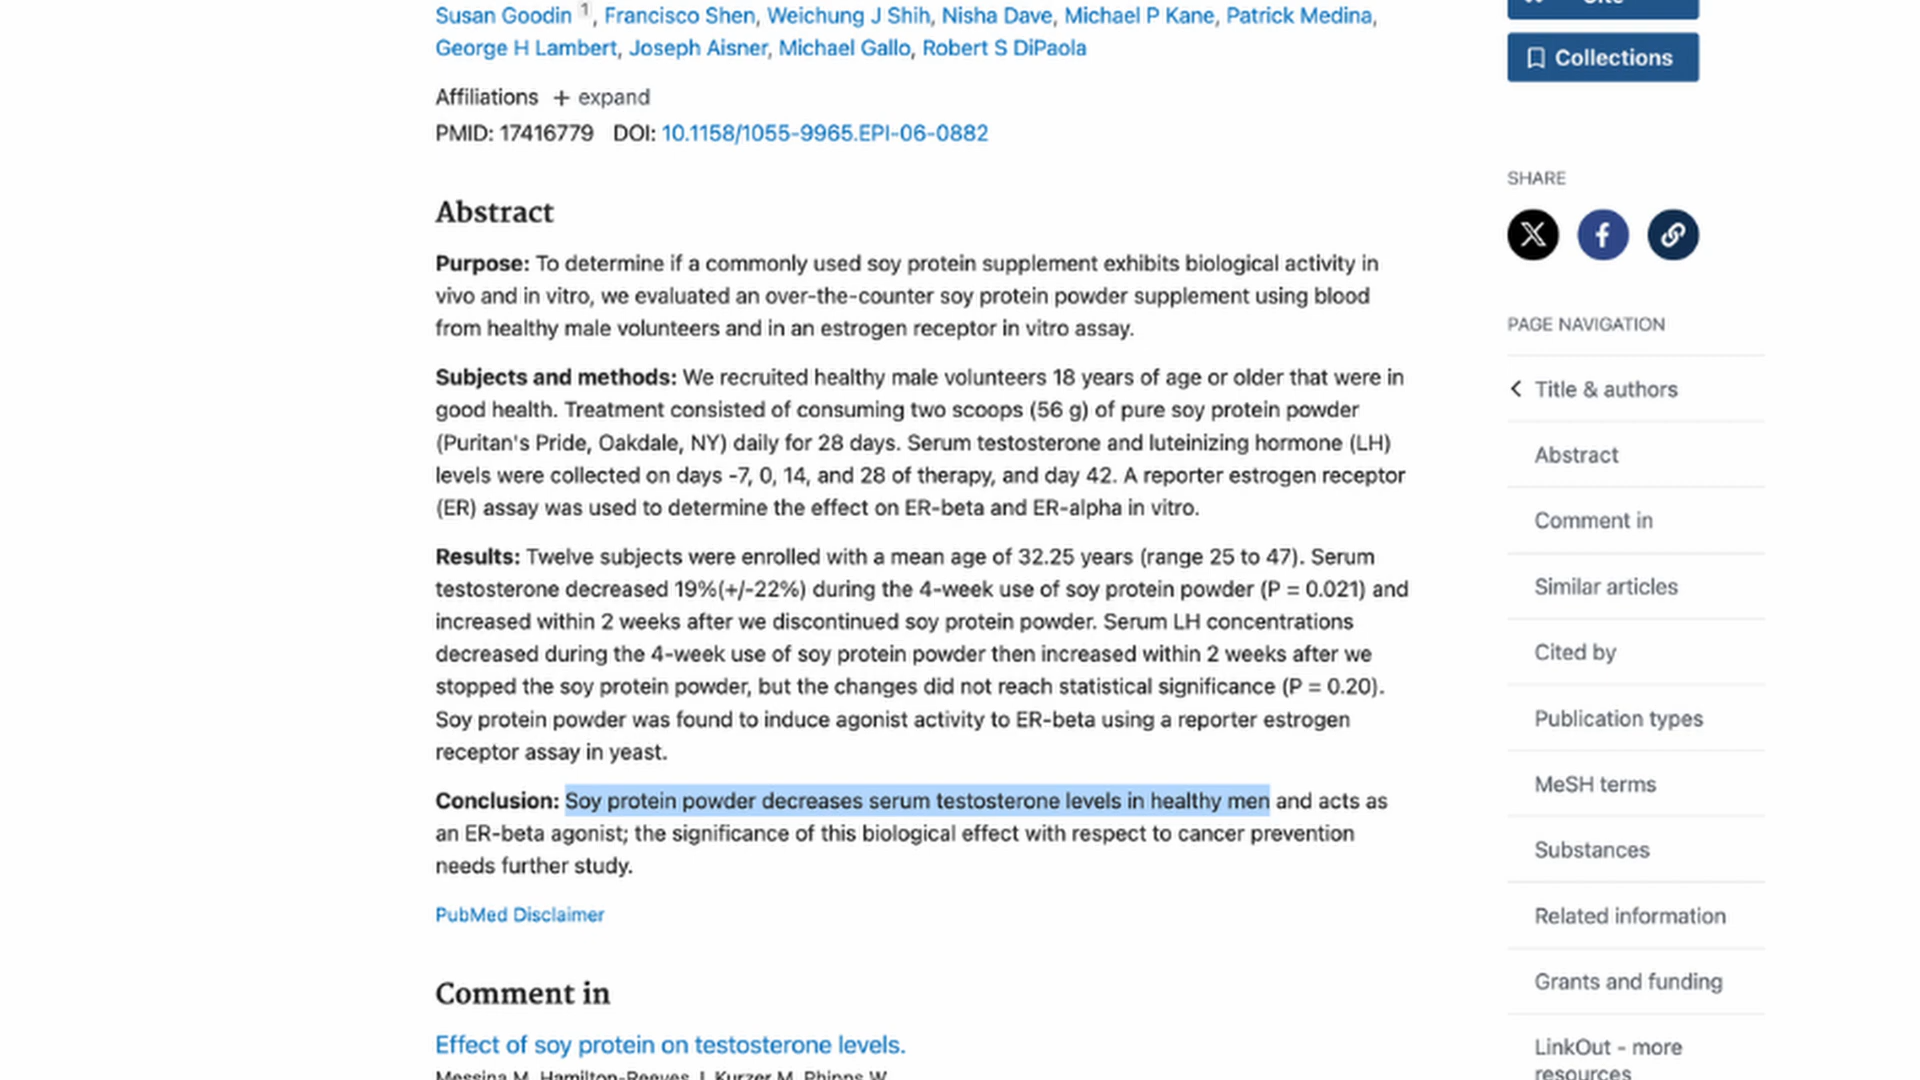 Susan Goodin 1, Francisco Shen, Weichung J Shih, Nisha Dave, Michael P Kane, Patrick Medina,
George H Lambert, Joseph Aisner, Michael Gallo, Robert S DiPaola
Affiliations + expand
PMID: 17416779 DOI: 10.1158/1055-9965.EPI-06-0882
Abstract
Purpose: To determine if a commonly used soy protein supplement exhibits biological activity in
vivo and in vitro, we evaluated an over-the-counter soy protein powder supplement using blood
from healthy male volunteers and in an estrogen receptor in vitro assay.
Subjects and methods: We recruited healthy male volunteers 18 years of age or older that were in
good health. Treatment consisted of consuming two scoops (56 g) of pure soy protein powder
(Puritan's Pride, Oakdale, NY) daily for 28 days. Serum testosterone and luteinizing hormone (LH)
levels were collected on days -7, 0, 14, and 28 of therapy, and day 42. A reporter estrogen receptor
(ER) assay was used to determine the effect on ER-beta and ER-alpha in vitro.
Results: Twelve subjects were enrolled with a mean age of 32.25 years (range 25 to 47). Serum
testosterone decreased 19%(+/-22%) during the 4-week use of soy protein powder (P = 0.021) and
increased within 2 weeks after we discontinued soy protein powder. Serum LH concentrations
decreased during the 4-week use of soy protein powder then increased within 2 weeks after we
stopped the soy protein powder, but the changes did not reach statistical significance (P = 0.20).
Soy protein powder was found to induce agonist activity to ER-beta using a reporter estrogen
receptor assay in yeast.
Conclusion: Soy protein powder decreases serum testosterone levels in healthy men and acts as
an ER-beta agonist; the significance of this biological effect with respect to cancer prevention
needs further study.
PubMed Disclaimer
Comment in
Effect of soy protein on testosterone levels.
Messina M, Hamilton-Reeves J, Kurzer M, Phipps W.
Cite
Collections
SHARE
PAGE NAVIGATION
Title & authors
Abstract
Comment in
Similar articles
Cited by
Publication types
MeSH terms
Substances
Related information
Grants and funding
LinkOut - more
resources